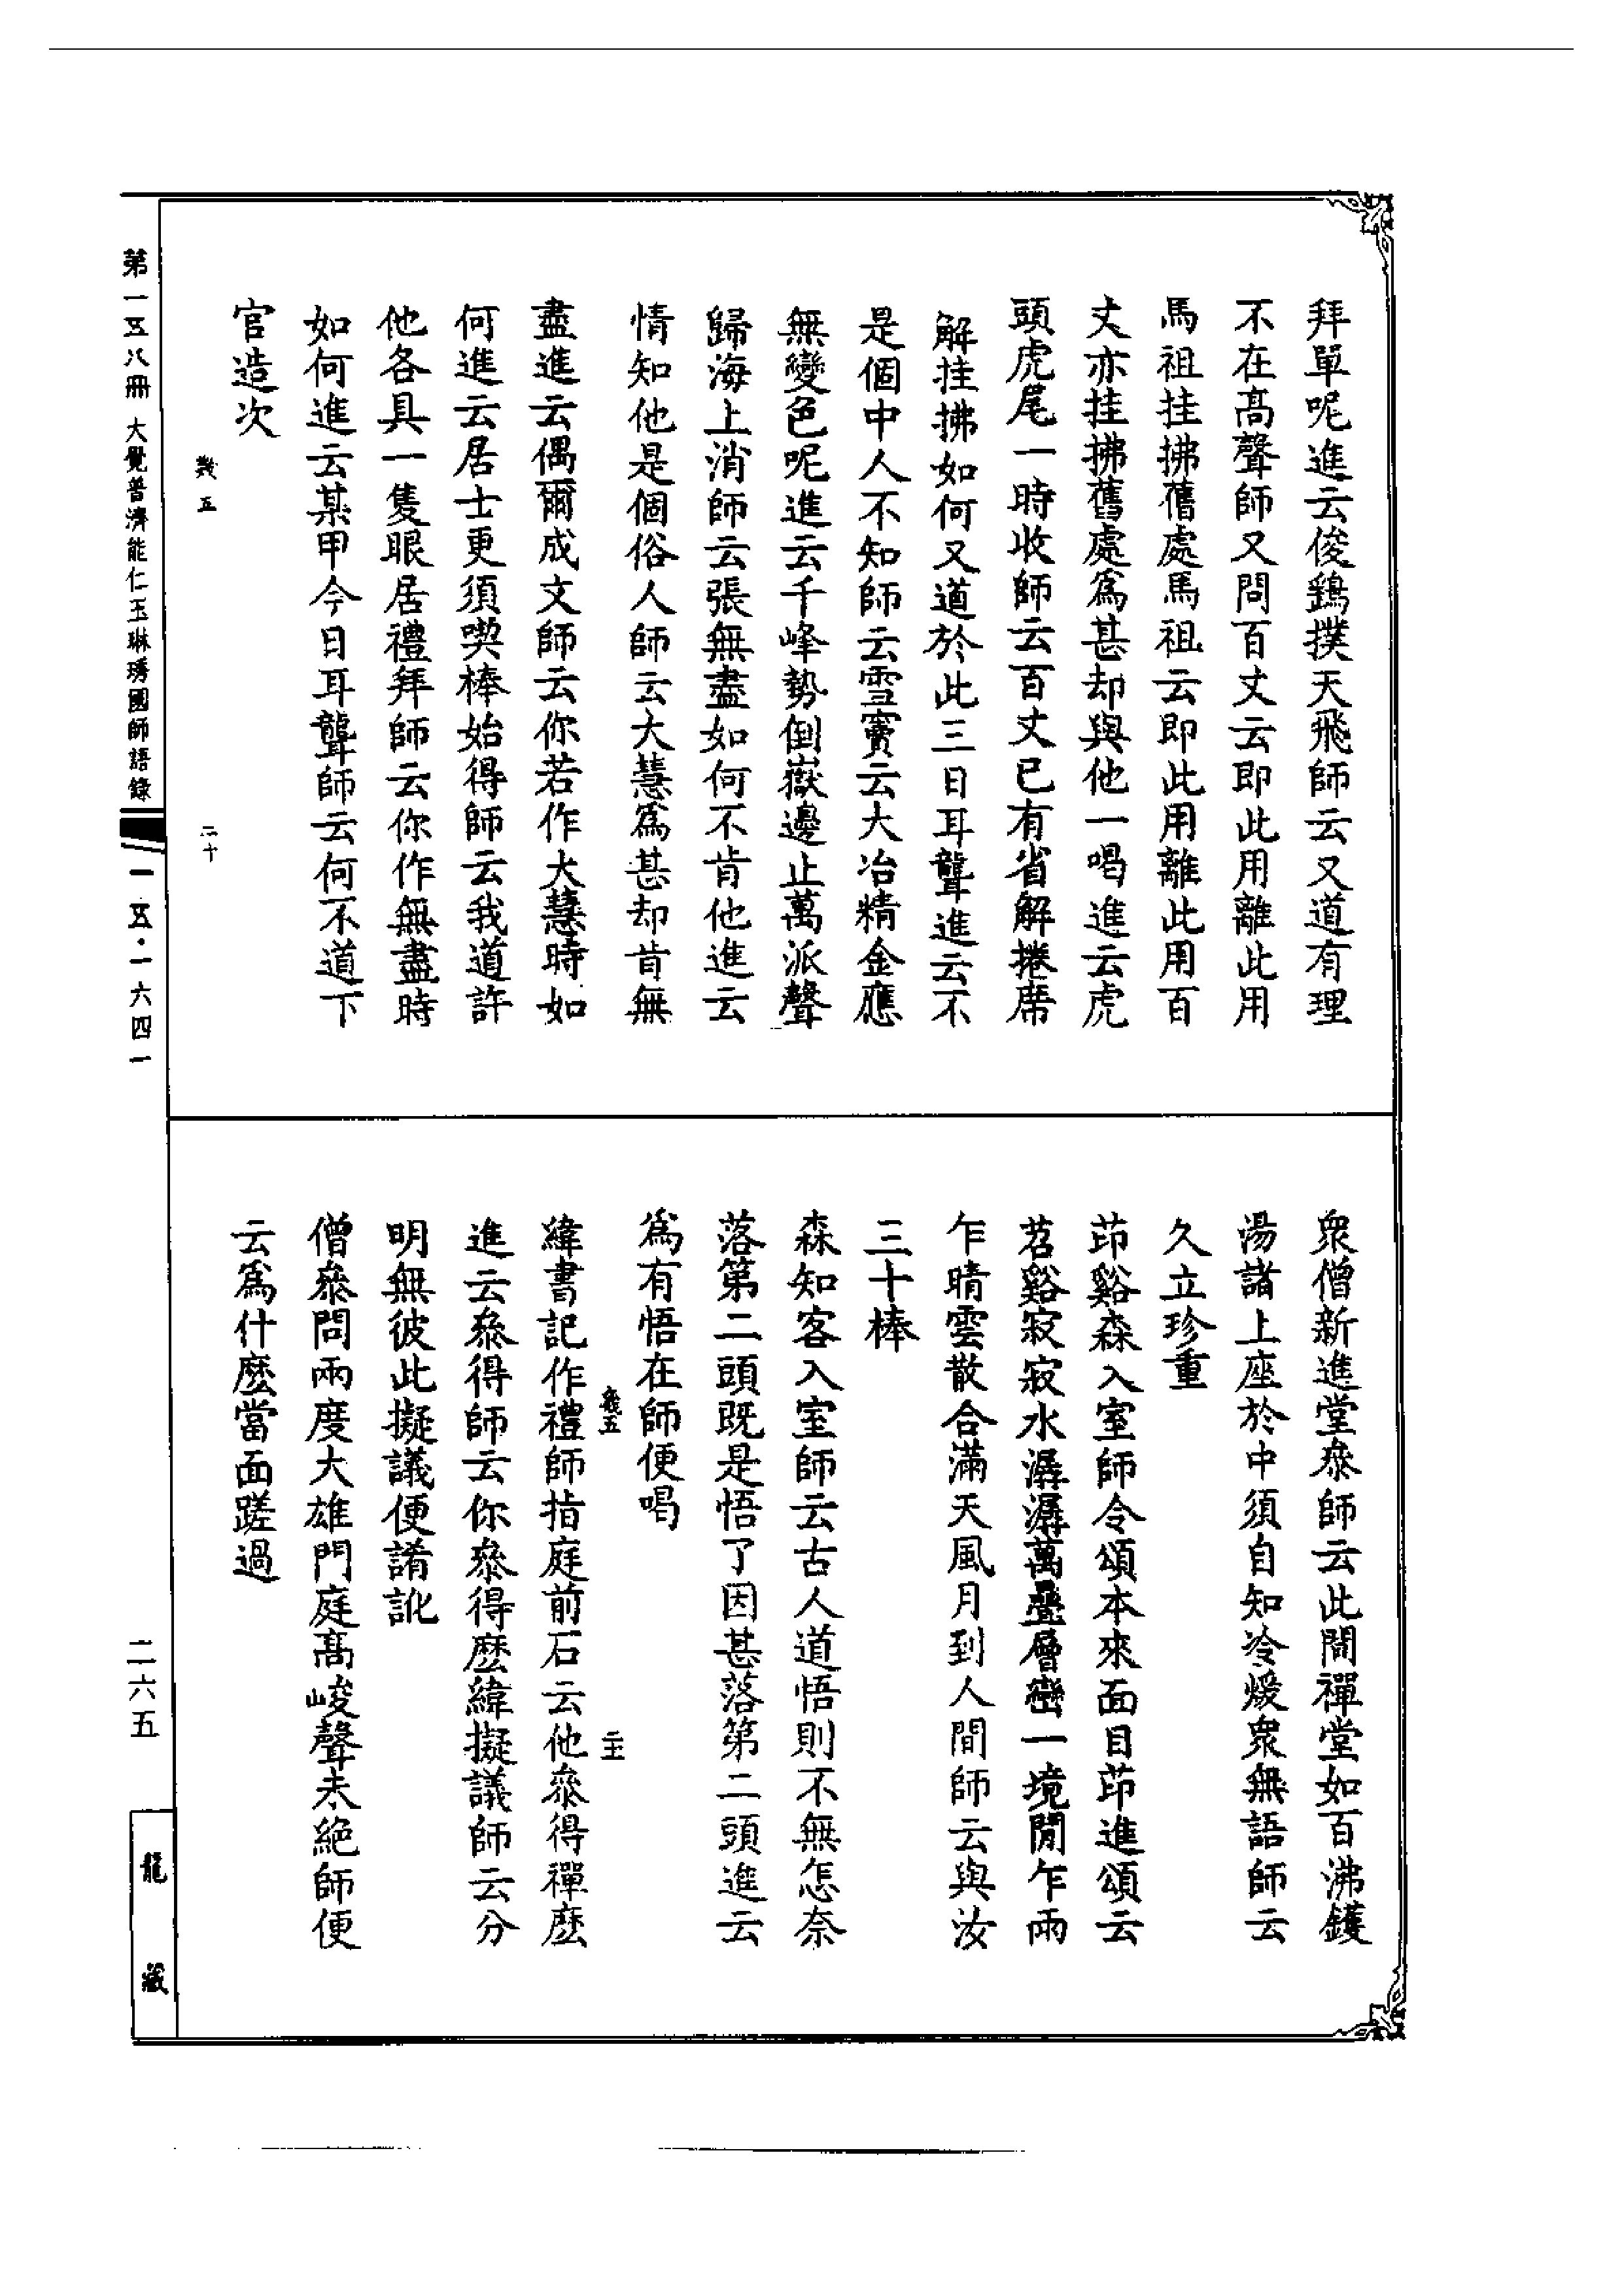 拜單呢進云俊鷂撲天飛師云又道有理
不在高聲師又問百丈云即此用離此用
馬祖挂拂舊處馬祖云即此用離此用百
丈亦挂拂舊處為甚却與他一喝進云虎
頭虎尾一時收師云百丈已有省解捲席
解挂拂如何又道於此三日耳聾進云不
是個中人不知師云雪竇云大冶精金應
無變色呢進云千峰勢倒嶽邊止萬派聲
歸海上消師云張無盡如何不肯他進云
情知他是個俗人師云大慧為甚却肯無
盡進云偶爾成文師云你若作大慧時如
何進云居士更須喫棒始得師云我道許
他各具一隻眼居禮拜師云你作無盡時
如何進云某甲今日耳聾師云何不道下
官造次
幾五
二十
衆僧新進堂叅師云此間禪堂如百沸鑊
湯諸上座於中須自知冷煖衆無語師云
久立珍重
茆谿森入室師令頌本來面目茆進頌云
茗谿寂寂水潺潺萬疊層巒一境閒乍雨
乍晴雲散合滿天風月到人間師云與汝
三十棒
森知客入室師云古人道悟則不無怎奈
落第二頭既是悟了因甚落第二頭進云
為有悟在師便喝
幾五
緯書記作禮師指庭前石云他叅得禪麽
進云叅得師云你叅得麽緯擬議師云分
明無彼此擬議便誵訛
僧叅問兩度大雄門庭高峻聲未絕師便
云為什麽當面蹉過
第一五八冊 大覺普濟能仁玉琳琇國師語錄
一五·一六四一
二六五
龍藏